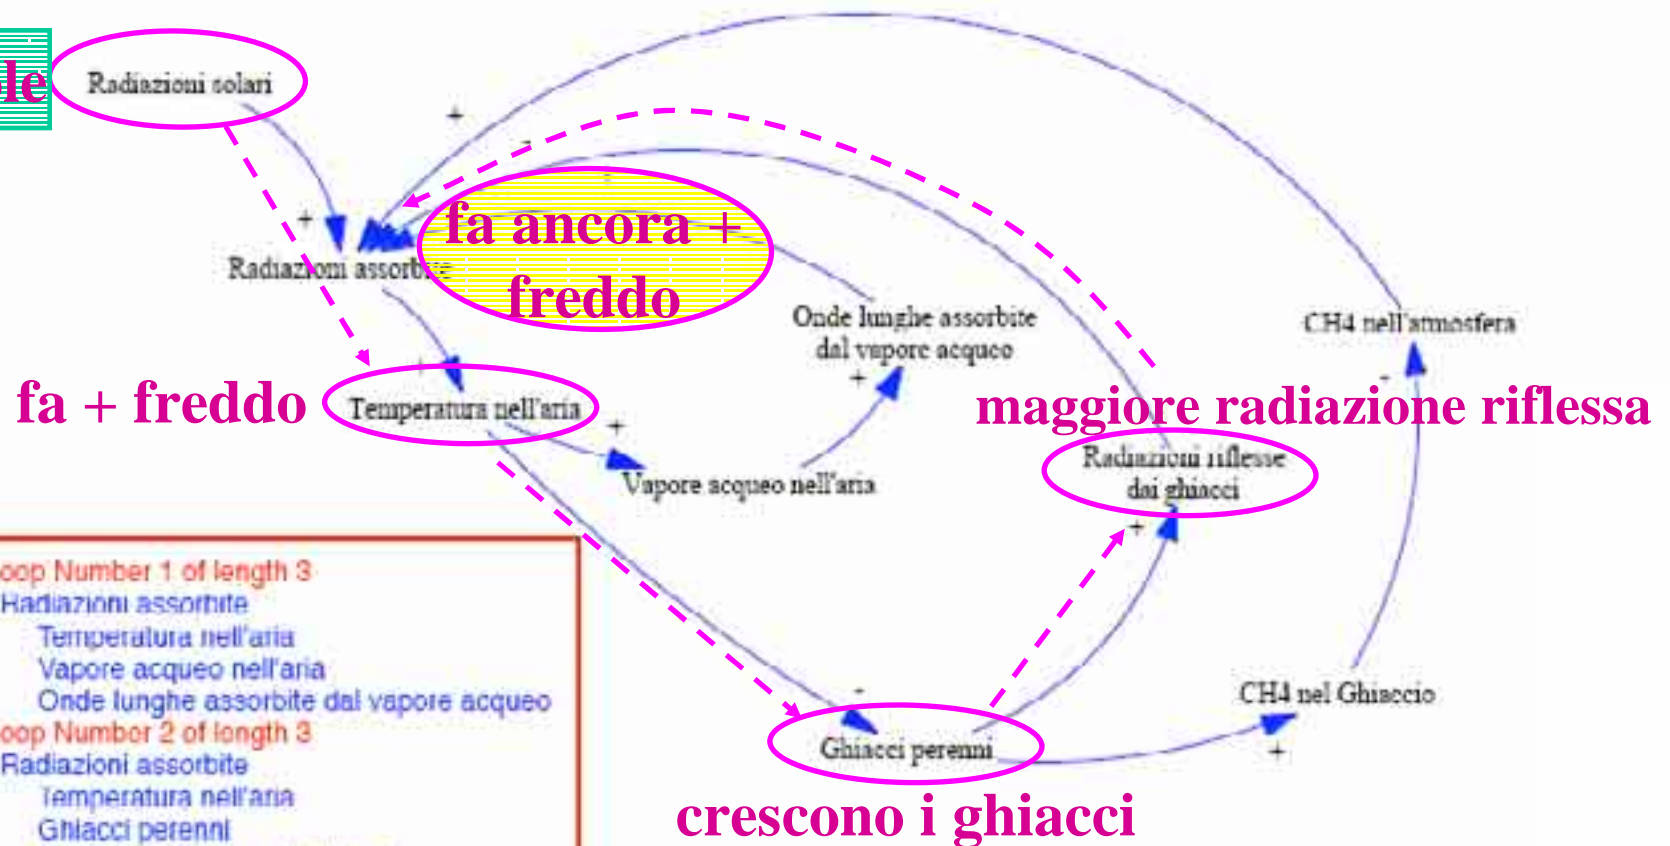 Radiazioni solari
+
-
+
fa ancora +
freddo
Radiazioni
Onde lunghe assorbite
dal vapore acqueo
CH4 nell'atmosfera
+
-
+
fa + freddo
Temperatura nell'aria
maggiore radiazione riflessa
+
Vapore acqueo nell'aria
Radiazioni riflesse
dai ghiacci
+
oop Number 1 of length 3
Radiazioni assorbite
Temperatura nell'aria
Vapore acqueo nell'aria
Onde lunghe assorbite dal vapore acqueo
oop Number 2 of length 3
Radiazioni assorbite
Temperatura nell'aria
Ghiacci perenni
-
Ghiacci perenni
CH4 nel Ghiaccio
+
crescono i ghiacci